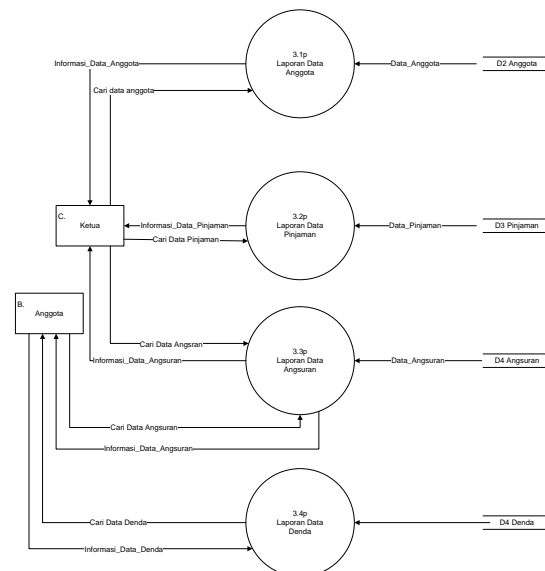 3.1p
Laporan Data
Anggota
Informasi_Data_Anggota
Data_Anggota
D2 Anggota
Cari data anggota
C.
Ketua
3.2p
Laporan Data
Pinjaman
Informasi_Data_Pinjaman
Cari Data Pinjaman
Data_Pinjaman
D3 Pinjaman
B.
Anggota
3.3p
Laporan Data
Angsuran
Cari Data Angsran
Informasi_Data_Angsuran
Data_Angsuran
D4 Angsuran
Cari Data Angsuran
Informasi_Data_Angsuran
3.4p
Laporan Data
Denda
Cari Data Denda
D4 Denda
Informasi_Data_Denda